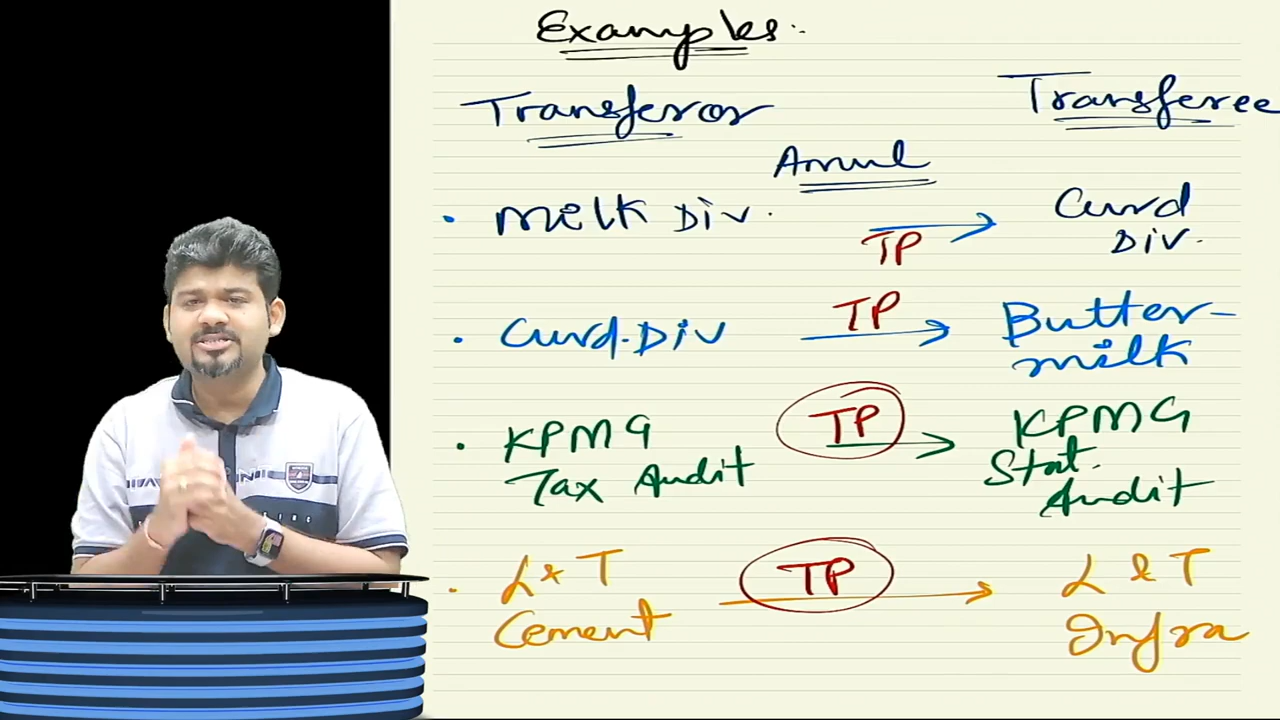 Examples:
Transferor Transferee
Amul
• Milk Div. TP Curd
Div.
• Curd.Div TP Butter-
milk
• KPMG TP KPMG
Tax Audit Stat.
Audit
• L&T TP L&T
Cement Infra